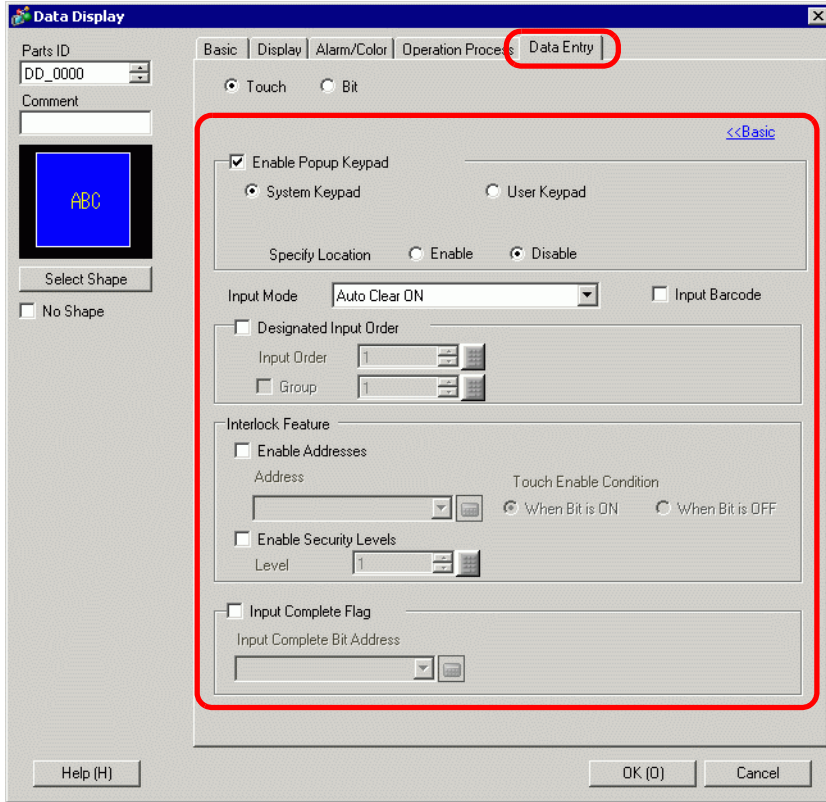 Data Display
Parts ID
DD_0000
Comment
ABC
Select Shape
No Shape
Basic Display Alarm/Color Operation Process Data Entry
Touch Bit
<<Basic
Enable Popup Keypad
System Keypad User Keypad
Specify Location Enable Disable
Input Mode Auto Clear ON Input Barcode
Designated Input Order
Input Order 1
Group 1
Interlock Feature
Enable Addresses
Address Touch Enable Condition
When Bit is ON When Bit is OFF
Enable Security Levels
Level 1
Input Complete Flag
Input Complete Bit Address
Help (H) OK (O) Cancel